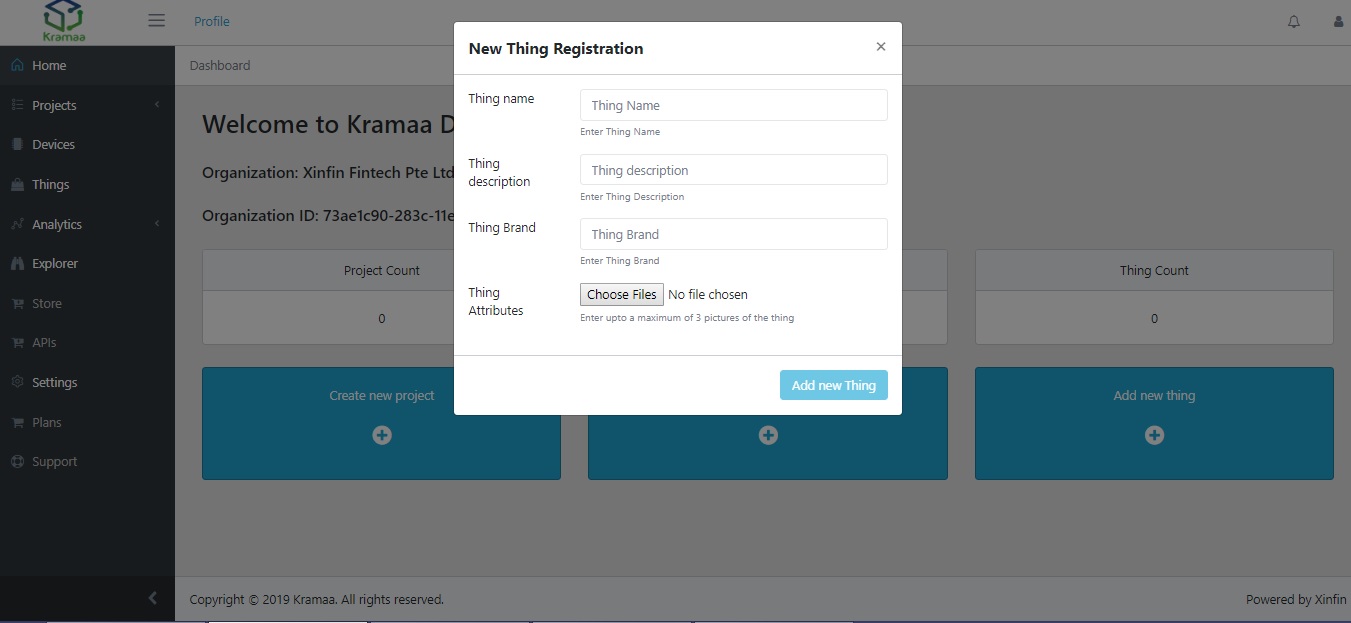 Kramaa
Profile
Home
Projects
Devices
Things
Analytics
Explorer
Store
APIs
Settings
Plans
Support
Dashboard
Welcome to Kramaa D
Organization: Xinfin Fintech Pte Ltd
Organization ID: 73ae1c90-283c-11e
Project Count
0
Thing Count
0
Create new project
Add new thing
New Thing Registration
×
Thing name
Thing Name
Enter Thing Name
Thing
description
Thing description
Enter Thing Description
Thing Brand
Thing Brand
Enter Thing Brand
Thing
Attributes
Choose Files No file chosen
Enter upto a maximum of 3 pictures of the thing
Add new Thing
Copyright © 2019 Kramaa. All rights reserved.
Powered by Xinfin